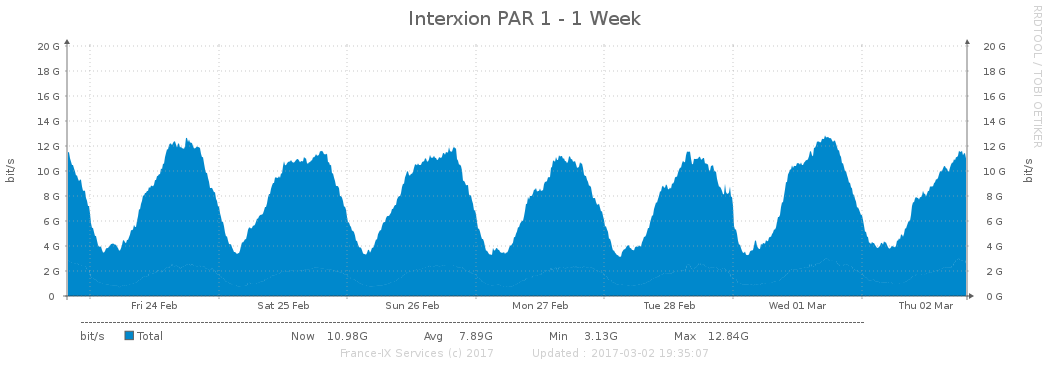 Interxion PAR 1 - 1 Week
RRDTOOL / TOBI OETIKER
bit/s
20 G
18 G
16 G
14 G
12 G
10 G
8 G
6 G
4 G
2 G
0
20 G
18 G
16 G
14 G
12 G
10 G
8 G
6 G
4 G
2 G
0 G
bit/s
Fri 24 Feb Sat 25 Feb Sun 26 Feb Mon 27 Feb Tue 28 Feb Wed 01 Mar Thu 02 Mar
bit/s Total Now 10.98G Avg 7.89G Min 3.13G Max 12.84G
France-IX Services (c) 2017 Updated : 2017-03-02 19:35:07